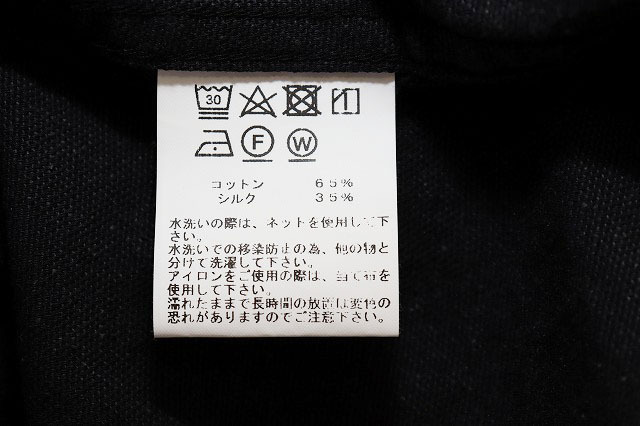 30
F W
コットン 65%
シルク 35%
水洗いの際は、ネットを使用して下
さい。
水洗いでの移染防止の為、他の物と
分けて洗濯して下さい。
アイロンをご使用の際は、当て布を
使用して下さい。
濡れたままで長時間の放置は変色の
恐れがありますのでご注意下さい。